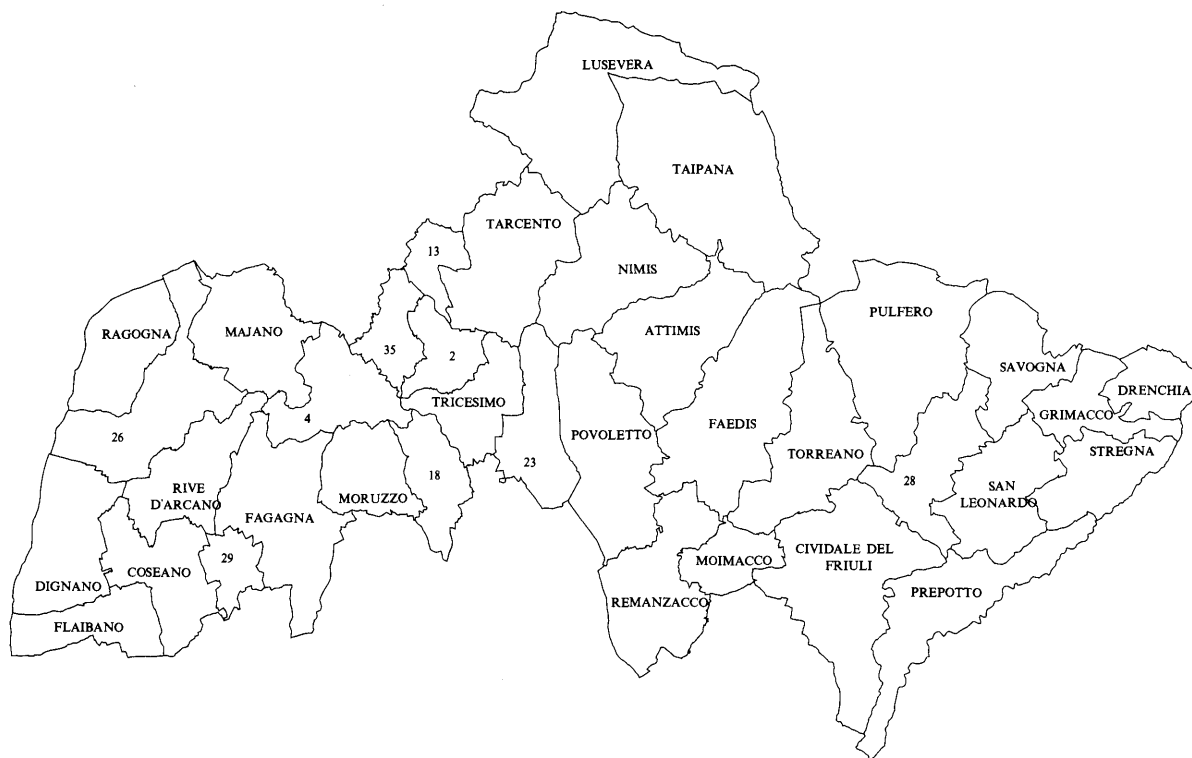 LUSEVERA
TAIPANA
TARCENTO
13
NIMIS
PULFERO
RAGOGNA
MAJANO
ATTIMIS
35
2
SAVOGNA
DRENCHIA
TRICESIMO
GRIMACCO
4
26
POVOLETTO
FAEDIS
TORREANO
STREGNA
23
18
28
RIVE
D'ARCANO
MORUZZO
SAN
LEONARDO
FAGAGNA
29
COSEANO
MOIMACCO
CIVIDALE DEL
FRIULI
DIGNANO
REMANZACCO
PREPOTTO
FLAIBANO